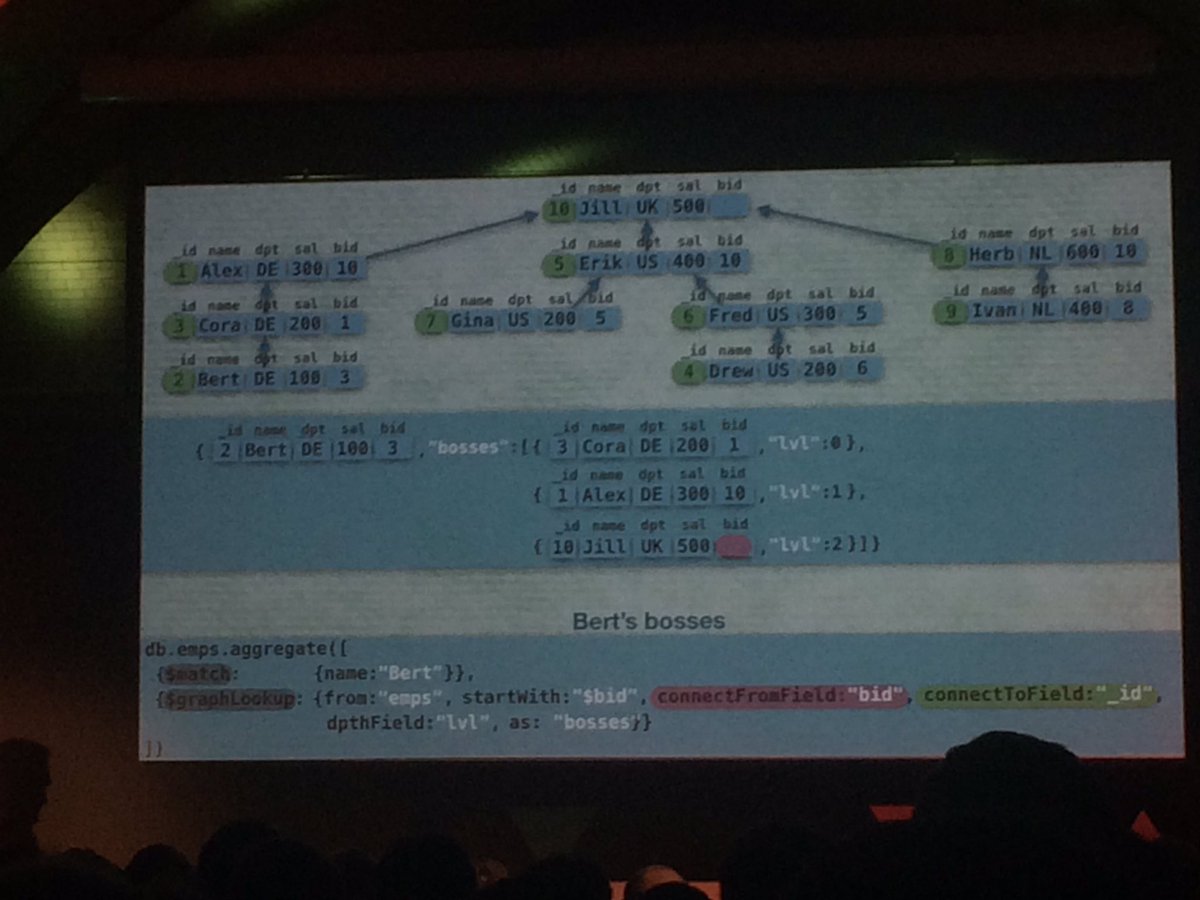 _id name dpt sal bid
10 Jill UK 500
_id name dpt sal bid
1 Alex DE 300 10
_id name dpt sal bid
5 Erik US 400 10
_id name dpt sal bid
8 Herb NL 600 10
_id name dpt sal bid
3 Cora DE 200 1
_id name dpt sal bid
7 Gina US 200 5
_id name dpt sal bid
6 Fred US 300 5
_id name dpt sal bid
9 Ivan NL 400 8
_id name dpt sal bid
2 Bert DE 100 3
_id name dpt sal bid
4 Drew US 200 6
_id name dpt sal bid _id name dpt sal bid
{ 2 Bert DE 100 3 ,"bosses":[{ 3 Cora DE 200 1 ,"lvl":0},
_id name dpt sal bid
{ 1 Alex DE 300 10 ,"lvl":1},
_id name dpt sal bid
{ 10 Jill UK 500 ,"lvl":2}]}
Bert's bosses
db.emps.aggregate([
{$match: {name:"Bert"}},
{$graphLookup: {from:"emps", startWith:"$bid", connectFromField:"bid", connectToField:"_id",
dpthField:"lvl", as: "bosses}}
])